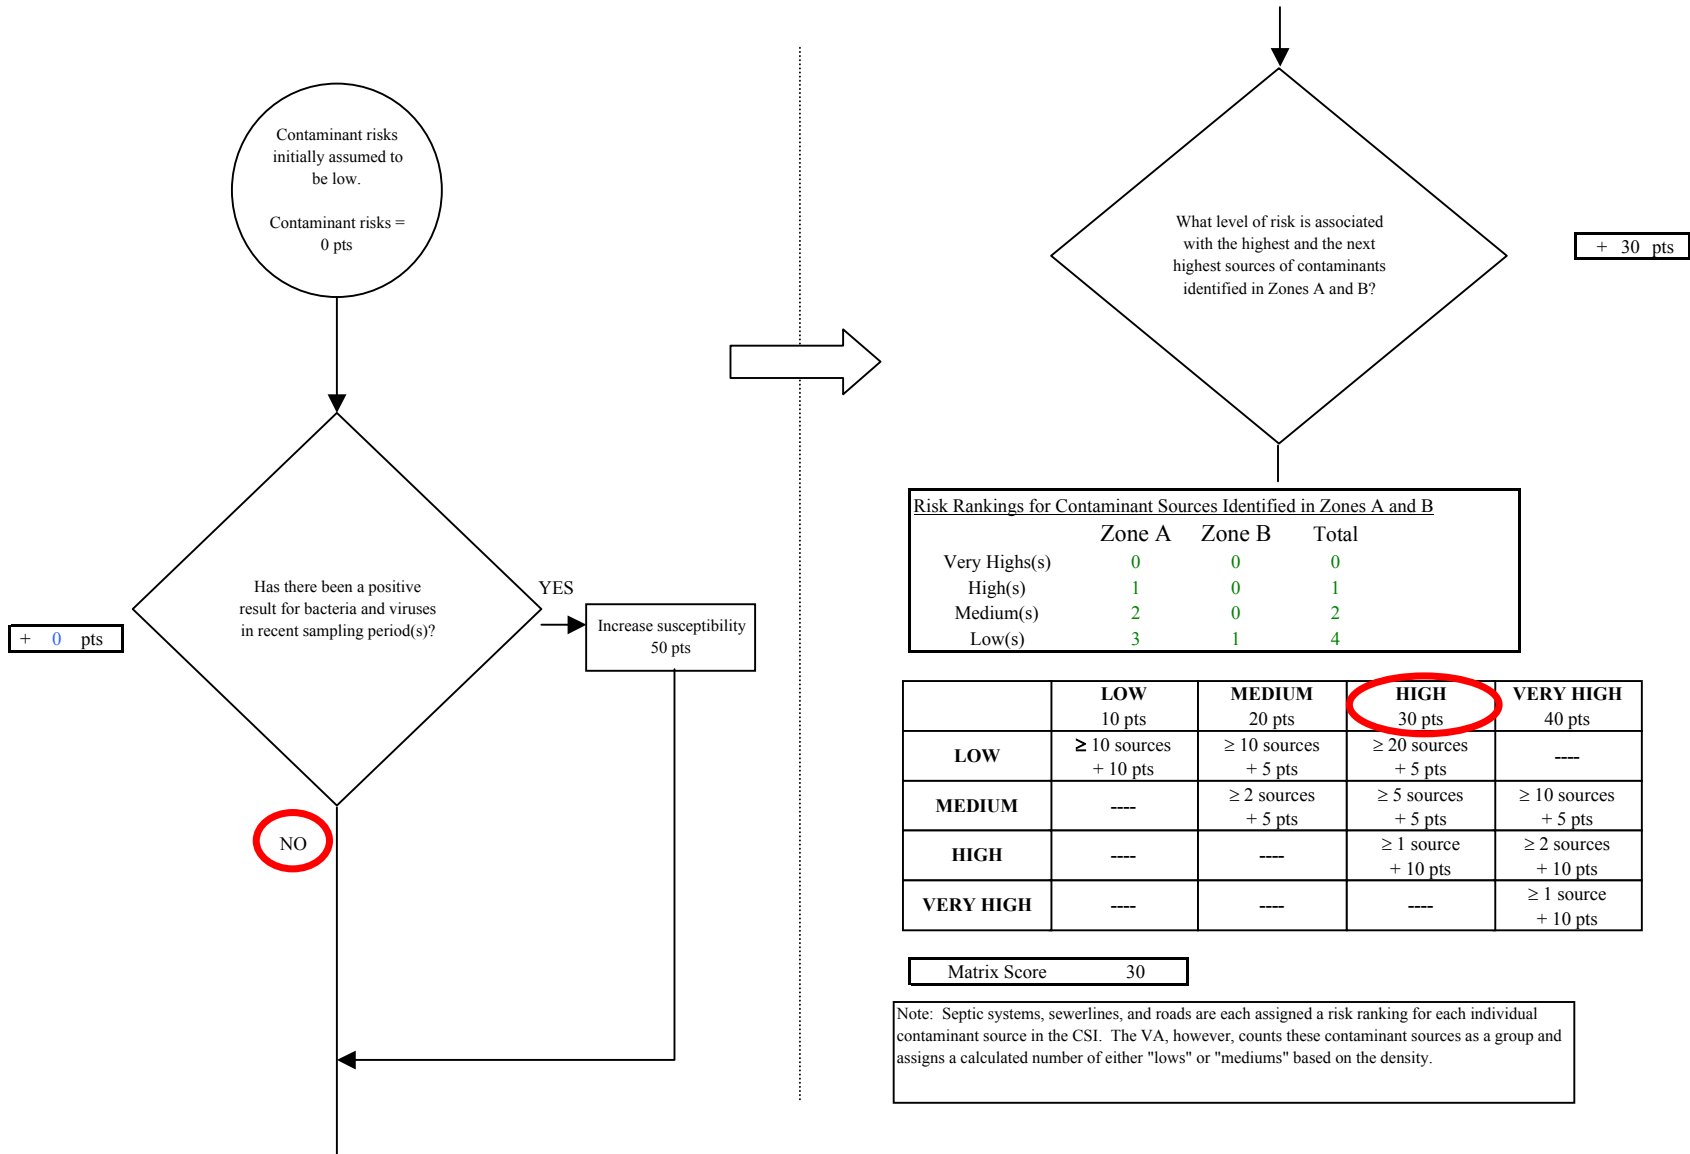 Contaminant risks
initially assumed to
be low.
Contaminant risks =
0 pts
Has there been a positive
result for bacteria and viruses
in recent sampling period(s)?
+ 0 pts
YES
Increase susceptibility
50 pts
NO
What level of risk is associated
with the highest and the next
highest sources of contaminants
identified in Zones A and B?
+ 30 pts
Risk Rankings for Contaminant Sources Identified in Zones A and B
Zone A Zone B Total
Very Highs(s) 0 0 0
High(s) 1 0 1
Medium(s) 2 0 2
Low(s) 3 1 4
LOW MEDIUM HIGH VERY HIGH
10 pts 20 pts 30 pts 40 pts
LOW ≥ 10 sources ≥ 10 sources ≥ 20 sources ----
+ 10 pts + 5 pts + 5 pts
MEDIUM ---- ≥ 2 sources ≥ 5 sources ≥ 10 sources
+ 5 pts + 5 pts + 5 pts
HIGH ---- ---- ≥ 1 source ≥ 2 sources
+ 10 pts + 10 pts
VERY HIGH ---- ---- ---- ≥ 1 source
+ 10 pts
Matrix Score 30
Note: Septic systems, sewerlines, and roads are each assigned a risk ranking for each individual
contaminant source in the CSI. The VA, however, counts these contaminant sources as a group and
assigns a calculated number of either "lows" or "mediums" based on the density.